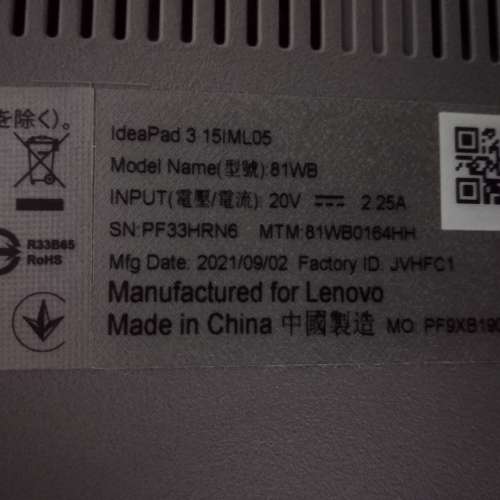 を除く)。
R33B65
RoHS
IdeaPad 3 15IML05
Model Name(型號):81WB
INPUT(電壓/電流): 20V ⎓ 2.25A
SN:PF33HRN6 MTM:81WB0164HH
Mfg Date: 2021/09/02 Factory ID: JVHFC1
Manufactured for Lenovo
Made in China 中國製造 MO: PF9XB190